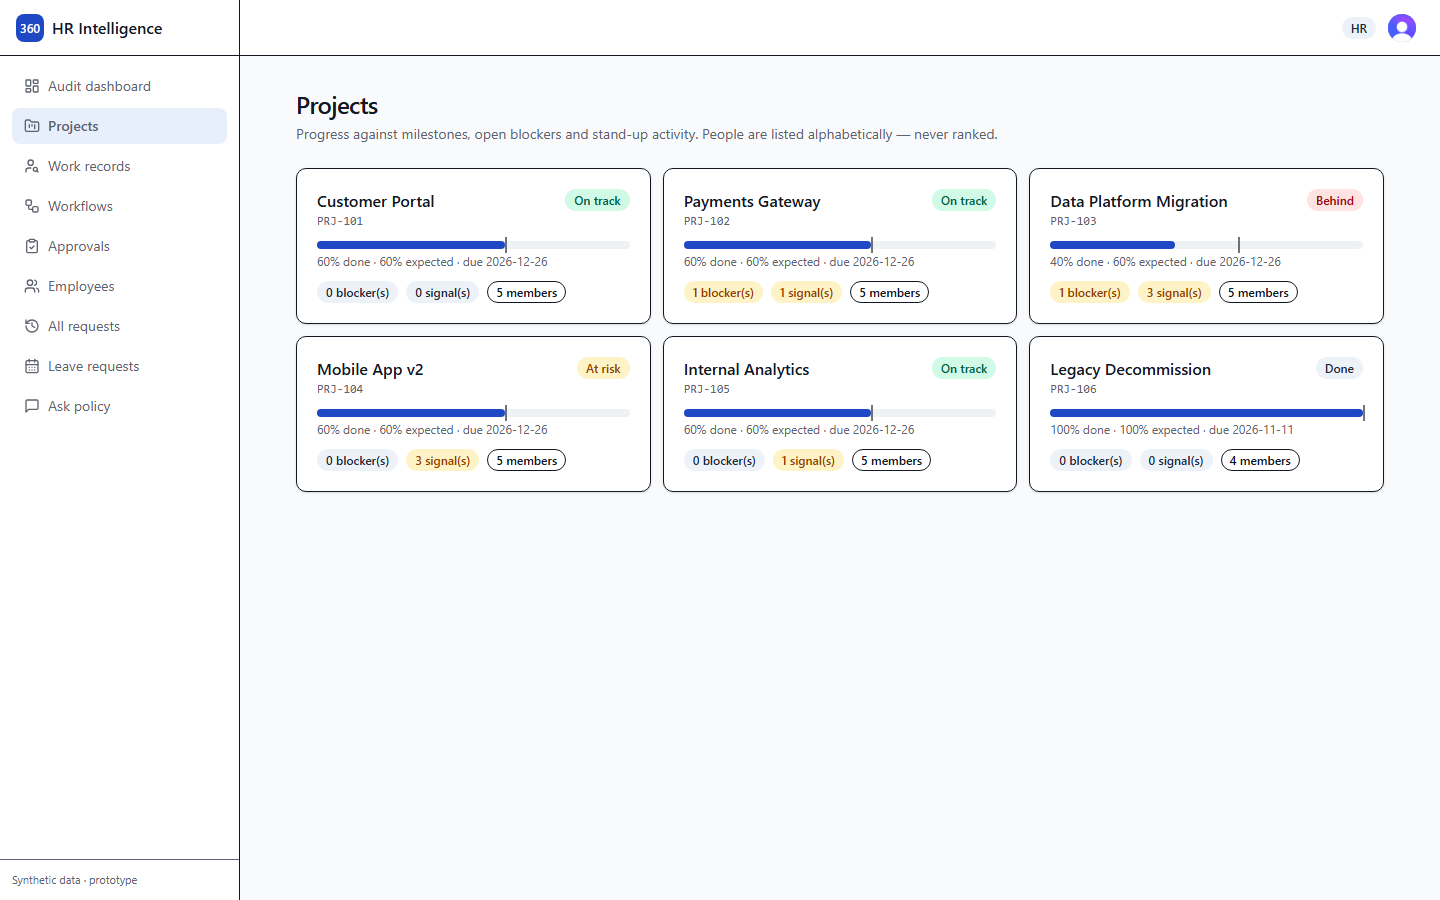 360 HR Intelligence
HR
Audit dashboard
Projects
Work records
Workflows
Approvals
Employees
All requests
Leave requests
Ask policy
Synthetic data · prototype
Projects
Progress against milestones, open blockers and stand-up activity. People are listed alphabetically — never ranked.
Customer Portal On track
PRJ-101
60% done · 60% expected · due 2026-12-26
0 blocker(s) 0 signal(s) 5 members
Payments Gateway On track
PRJ-102
60% done · 60% expected · due 2026-12-26
1 blocker(s) 1 signal(s) 5 members
Data Platform Migration Behind
PRJ-103
40% done · 60% expected · due 2026-12-26
1 blocker(s) 3 signal(s) 5 members
Mobile App v2 At risk
PRJ-104
60% done · 60% expected · due 2026-12-26
0 blocker(s) 3 signal(s) 5 members
Internal Analytics On track
PRJ-105
60% done · 60% expected · due 2026-12-26
0 blocker(s) 1 signal(s) 5 members
Legacy Decommission Done
PRJ-106
100% done · 100% expected · due 2026-11-11
0 blocker(s) 0 signal(s) 4 members